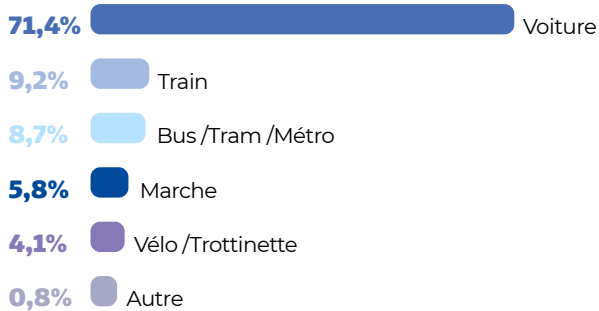 71,4% Voiture
9,2% Train
8,7% Bus /Tram /Métro
5,8% Marche
4,1% Vélo /Trottinette
0,8% Autre